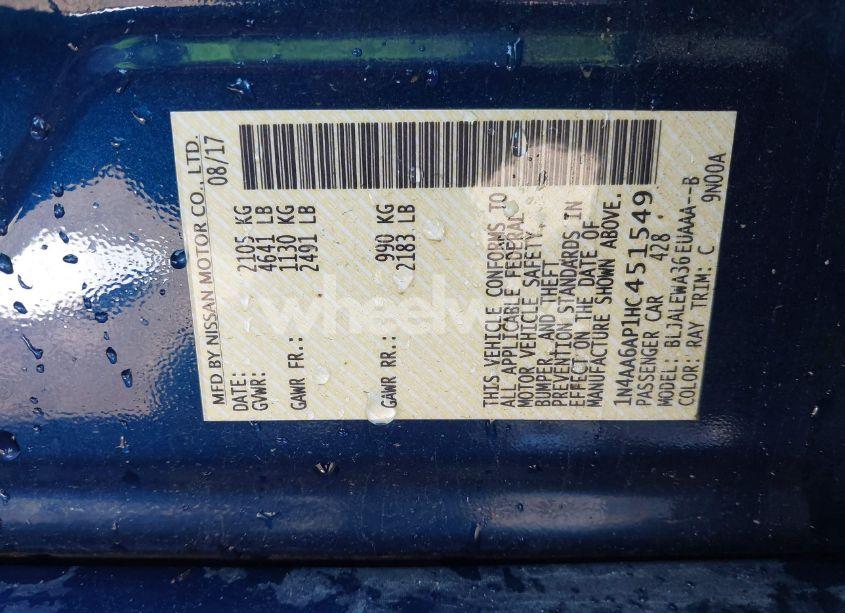 MFD BY NISSAN MOTOR CO., LTD.
DATE: 08/17
GVWR: 2105 KG
4641 LB
GAWR FR.: 1130 KG
2491 LB
GAWR RR.: 990 KG
2183 LB
THIS VEHICLE CONFORMS TO
ALL APPLICABLE FEDERAL
MOTOR VEHICLE SAFETY,
BUMPER, AND THEFT
PREVENTION STANDARDS IN
EFFECT ON THE DATE OF
MANUFACTURE SHOWN ABOVE.
1N4AA6AP1HC451549
PASSENGER CAR 428
MODEL: BLJALEWA36EUAAA--B
COLOR: RAY TRIM: C 9N00A